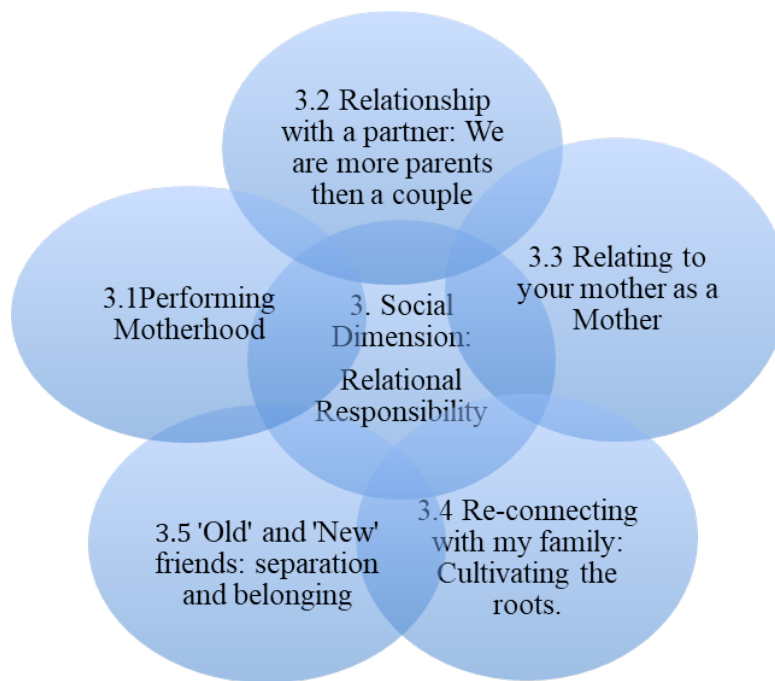 3.2 Relationship
with a partner: We
are more parents
then a couple
3.1Performing
Motherhood
3. Social
Dimension:
Relational
Responsibility
3.3 Relating to
your mother as a
Mother
3.5 'Old' and 'New'
friends: separation
and belonging
3.4 Re-connecting
with my family:
Cultivating the
roots.